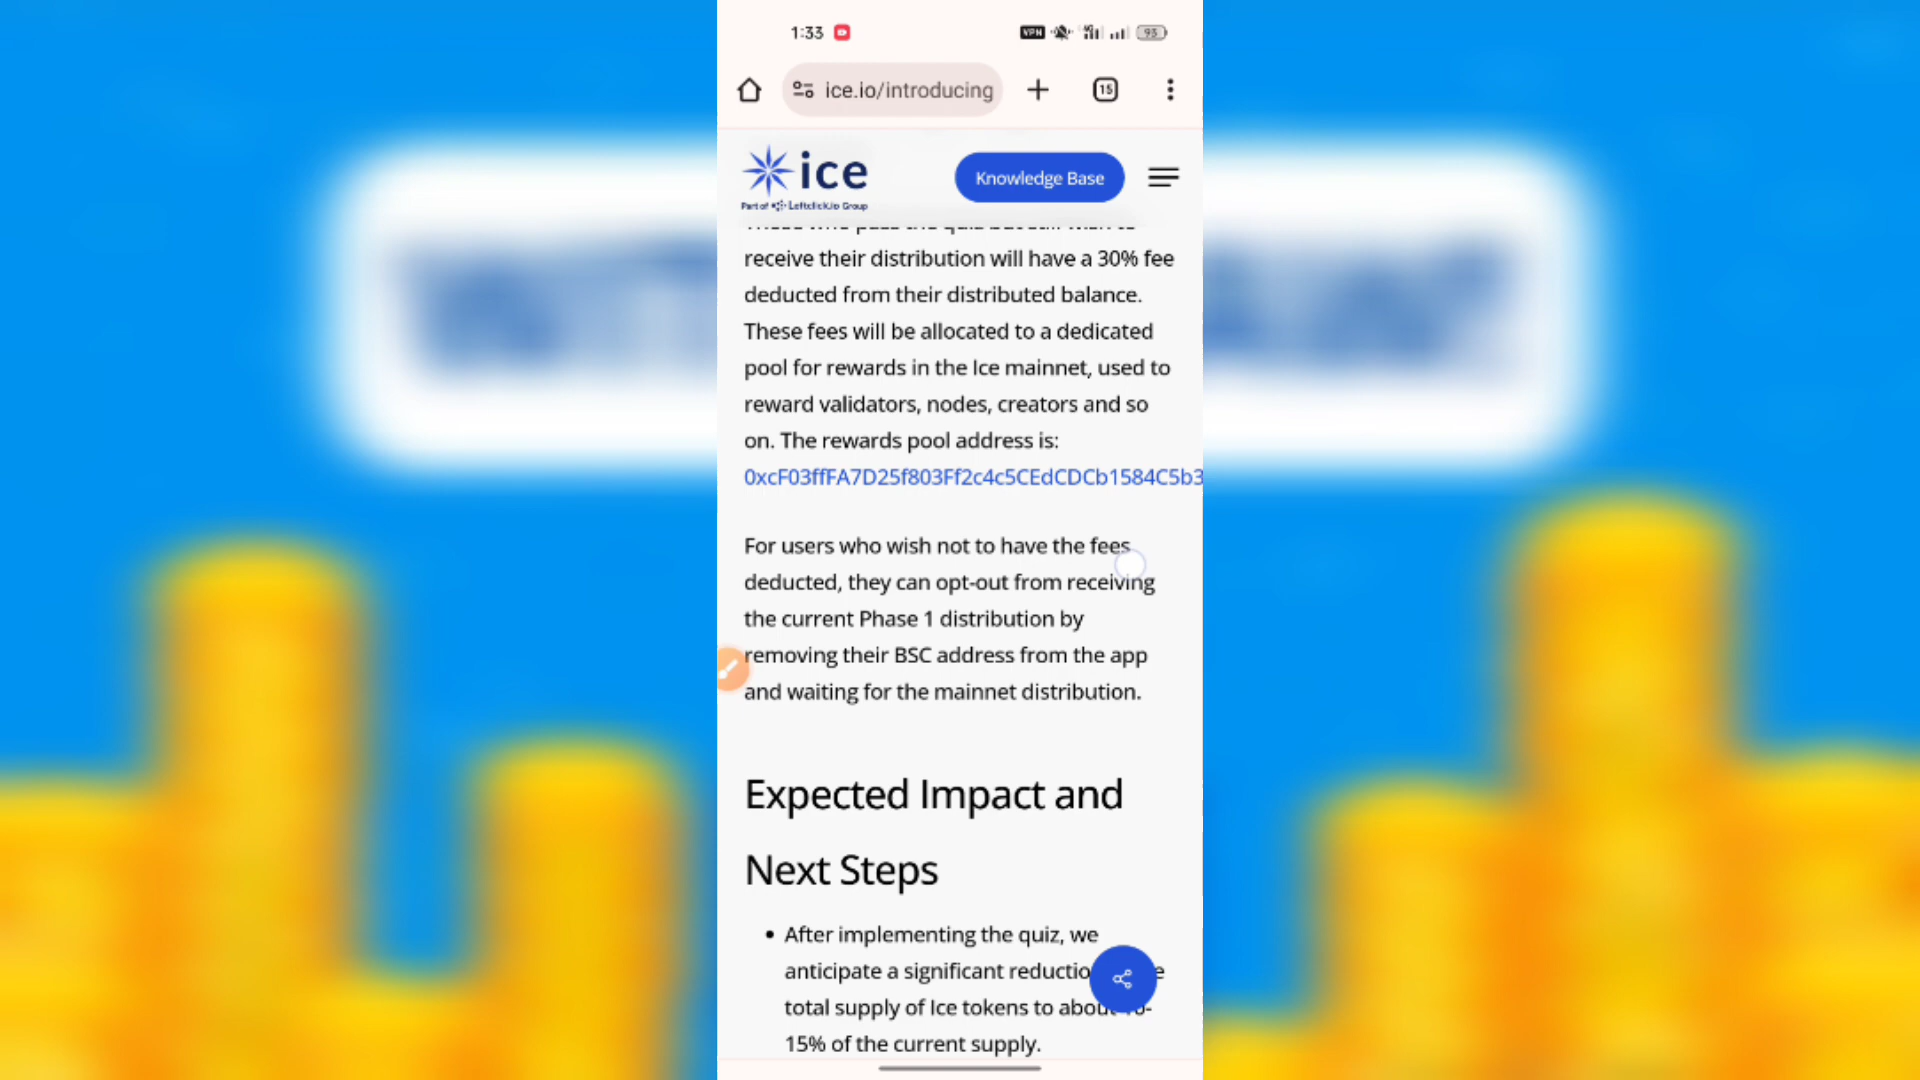 1:33
VPN
93
ice.io/introducing
15
ice
Part of Leftclick.io Group
Knowledge Base
receive their distribution will have a 30% fee
deducted from their distributed balance.
These fees will be allocated to a dedicated
pool for rewards in the Ice mainnet, used to
reward validators, nodes, creators and so
on. The rewards pool address is:
0xcF03ffFA7D25f803Ff2c4c5CEdCDCb1584C5b3
For users who wish not to have the fees
deducted, they can opt-out from receiving
the current Phase 1 distribution by
removing their BSC address from the app
and waiting for the mainnet distribution.
Expected Impact and
Next Steps
After implementing the quiz, we
anticipate a significant
total supply of Ice tokens to
15% of the current supply.